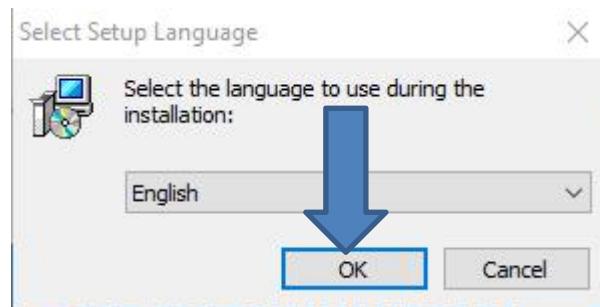 Select Setup Language
Select the language to use during the
installation:
English
OK
Cancel